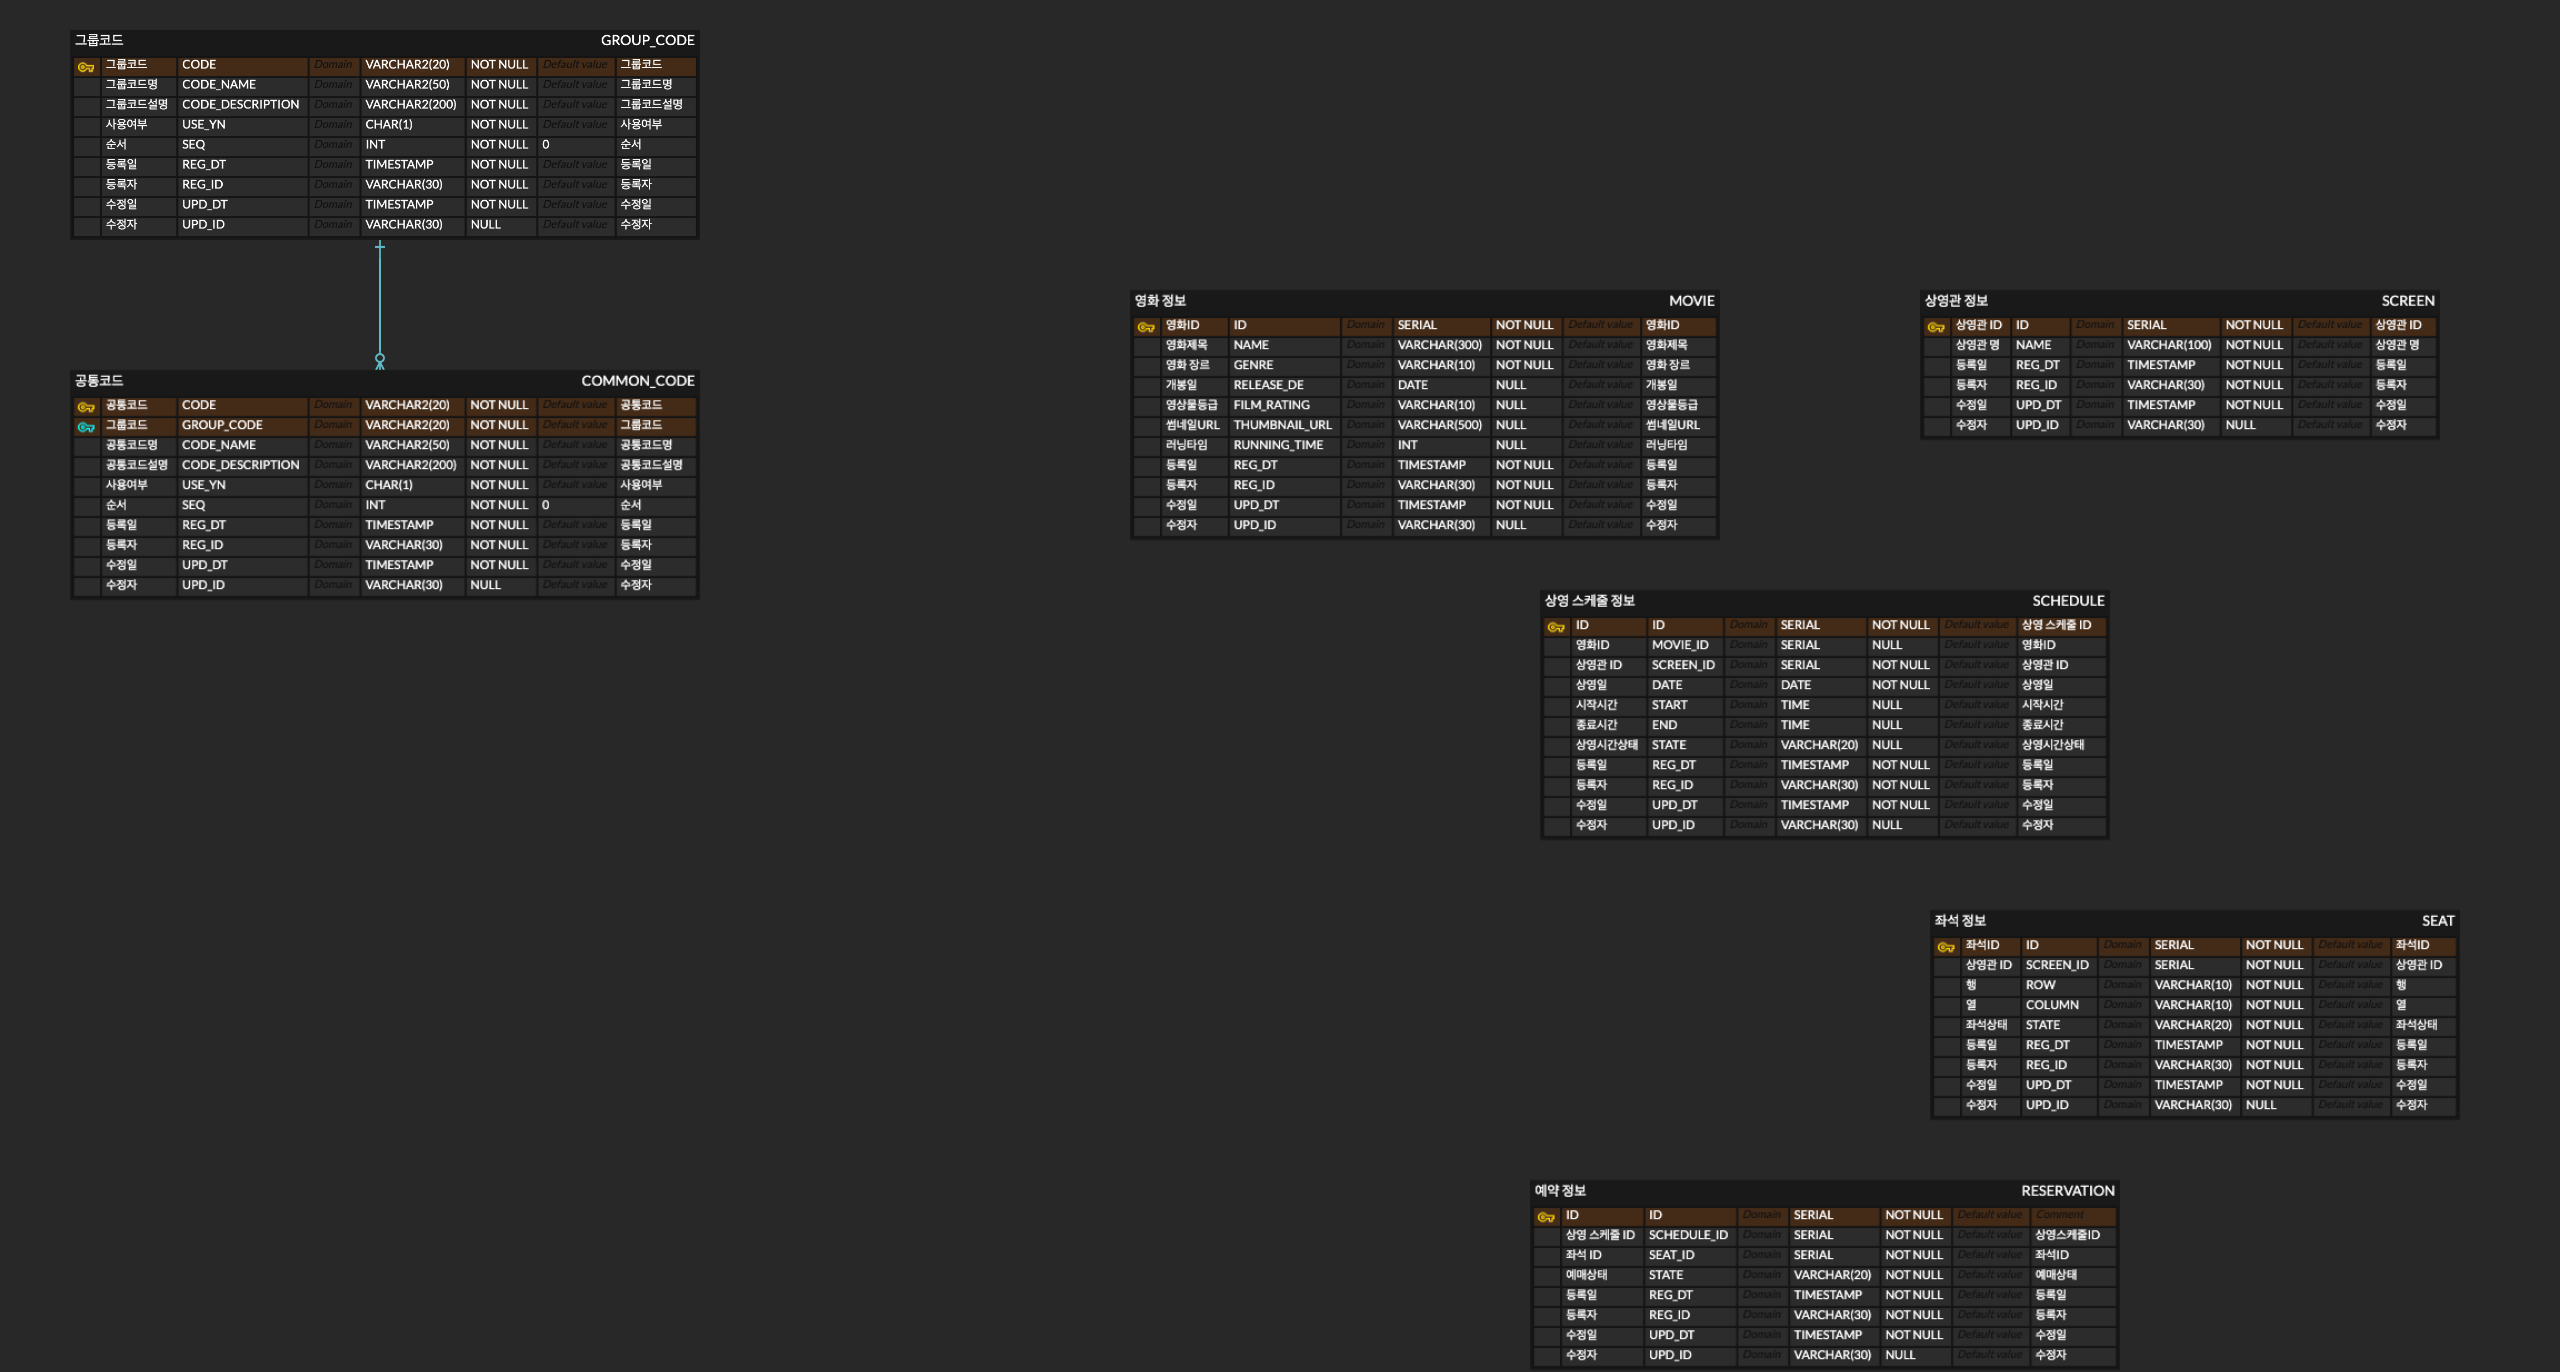 그룹코드 GROUP_CODE
그룹코드 CODE Domain VARCHAR2(20) NOT NULL Default value 그룹코드
그룹코드명 CODE_NAME Domain VARCHAR2(50) NOT NULL Default value 그룹코드명
그룹코드설명 CODE_DESCRIPTION Domain VARCHAR2(200) NOT NULL Default value 그룹코드설명
사용여부 USE_YN Domain CHAR(1) NOT NULL Default value 사용여부
순서 SEQ Domain INT NOT NULL 0 순서
등록일 REG_DT Domain TIMESTAMP NOT NULL Default value 등록일
등록자 REG_ID Domain VARCHAR(30) NOT NULL Default value 등록자
수정일 UPD_DT Domain TIMESTAMP NOT NULL Default value 수정일
수정자 UPD_ID Domain VARCHAR(30) NULL Default value 수정자
공통코드 COMMON_CODE
공통코드 CODE Domain VARCHAR2(20) NOT NULL Default value 공통코드
그룹코드 GROUP_CODE Domain VARCHAR2(20) NOT NULL Default value 그룹코드
공통코드명 CODE_NAME Domain VARCHAR2(50) NOT NULL Default value 공통코드명
공통코드설명 CODE_DESCRIPTION Domain VARCHAR2(200) NOT NULL Default value 공통코드설명
사용여부 USE_YN Domain CHAR(1) NOT NULL Default value 사용여부
순서 SEQ Domain INT NOT NULL 0 순서
등록일 REG_DT Domain TIMESTAMP NOT NULL Default value 등록일
등록자 REG_ID Domain VARCHAR(30) NOT NULL Default value 등록자
수정일 UPD_DT Domain TIMESTAMP NOT NULL Default value 수정일
수정자 UPD_ID Domain VARCHAR(30) NULL Default value 수정자
영화 정보 MOVIE
영화ID ID Domain SERIAL NOT NULL Default value 영화ID
영화제목 NAME Domain VARCHAR(300) NOT NULL Default value 영화제목
영화 장르 GENRE Domain VARCHAR(10) NOT NULL Default value 영화 장르
개봉일 RELEASE_DE Domain DATE NULL Default value 개봉일
영상물등급 FILM_RATING Domain VARCHAR(10) NULL Default value 영상물등급
썸네일URL THUMBNAIL_URL Domain VARCHAR(500) NULL Default value 썸네일URL
러닝타임 RUNNING_TIME Domain INT NULL Default value 러닝타임
등록일 REG_DT Domain TIMESTAMP NOT NULL Default value 등록일
등록자 REG_ID Domain VARCHAR(30) NOT NULL Default value 등록자
수정일 UPD_DT Domain TIMESTAMP NOT NULL Default value 수정일
수정자 UPD_ID Domain VARCHAR(30) NULL Default value 수정자
상영관 정보 SCREEN
상영관 ID ID Domain SERIAL NOT NULL Default value 상영관 ID
상영관 명 NAME Domain VARCHAR(100) NOT NULL Default value 상영관 명
등록일 REG_DT Domain TIMESTAMP NOT NULL Default value 등록일
등록자 REG_ID Domain VARCHAR(30) NOT NULL Default value 등록자
수정일 UPD_DT Domain TIMESTAMP NOT NULL Default value 수정일
수정자 UPD_ID Domain VARCHAR(30) NULL Default value 수정자
상영 스케줄 정보 SCHEDULE
ID ID Domain SERIAL NOT NULL Default value 상영 스케줄 ID
영화ID MOVIE_ID Domain SERIAL NULL Default value 영화ID
상영관 ID SCREEN_ID Domain SERIAL NOT NULL Default value 상영관 ID
상영일 DATE Domain DATE NOT NULL Default value 상영일
시작시간 START Domain TIME NULL Default value 시작시간
종료시간 END Domain TIME NULL Default value 종료시간
상영시간상태 STATE Domain VARCHAR(20) NULL Default value 상영시간상태
등록일 REG_DT Domain TIMESTAMP NOT NULL Default value 등록일
등록자 REG_ID Domain VARCHAR(30) NOT NULL Default value 등록자
수정일 UPD_DT Domain TIMESTAMP NOT NULL Default value 수정일
수정자 UPD_ID Domain VARCHAR(30) NULL Default value 수정자
좌석 정보 SEAT
좌석ID ID Domain SERIAL NOT NULL Default value 좌석ID
상영관 ID SCREEN_ID Domain SERIAL NOT NULL Default value 상영관 ID
행 ROW Domain VARCHAR(10) NOT NULL Default value 행
열 COLUMN Domain VARCHAR(10) NOT NULL Default value 열
좌석상태 STATE Domain VARCHAR(20) NOT NULL Default value 좌석상태
등록일 REG_DT Domain TIMESTAMP NOT NULL Default value 등록일
등록자 REG_ID Domain VARCHAR(30) NOT NULL Default value 등록자
수정일 UPD_DT Domain TIMESTAMP NOT NULL Default value 수정일
수정자 UPD_ID Domain VARCHAR(30) NULL Default value 수정자
예약 정보 RESERVATION
ID ID Domain SERIAL NOT NULL Default value Comment
상영 스케줄 ID SCHEDULE_ID Domain SERIAL NOT NULL Default value 상영스케줄ID
좌석 ID SEAT_ID Domain SERIAL NOT NULL Default value 좌석ID
예매상태 STATE Domain VARCHAR(20) NOT NULL Default value 예매상태
등록일 REG_DT Domain TIMESTAMP NOT NULL Default value 등록일
등록자 REG_ID Domain VARCHAR(30) NOT NULL Default value 등록자
수정일 UPD_DT Domain TIMESTAMP NOT NULL Default value 수정일
수정자 UPD_ID Domain VARCHAR(30) NULL Default value 수정자